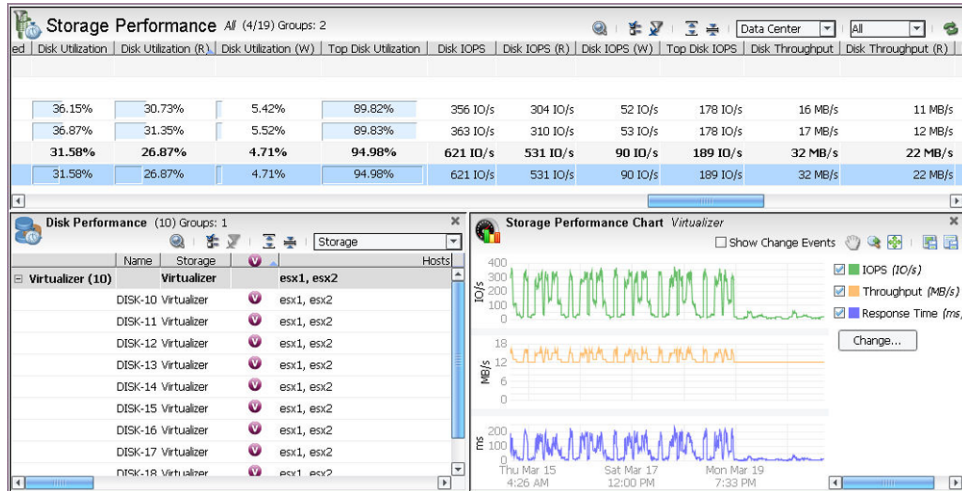 Storage Performance All (4/19) Groups: 2 Data Center All
ed Disk Utilization Disk Utilization (R) Disk Utilization (W) Top Disk Utilization Disk IOPS Disk IOPS (R) Disk IOPS (W) Top Disk IOPS Disk Throughput Disk Throughput (R)
36.15% 30.73% 5.42% 89.82% 356 IO/s 304 IO/s 52 IO/s 178 IO/s 16 MB/s 11 MB/s
36.87% 31.35% 5.52% 89.83% 363 IO/s 310 IO/s 53 IO/s 178 IO/s 17 MB/s 12 MB/s
31.58% 26.87% 4.71% 94.98% 621 IO/s 531 IO/s 90 IO/s 189 IO/s 32 MB/s 22 MB/s
31.58% 26.87% 4.71% 94.98% 621 IO/s 531 IO/s 90 IO/s 189 IO/s 32 MB/s 22 MB/s
Disk Performance (10) Groups: 1
Storage
Name Storage V Hosts
Virtualizer (10) Virtualizer esx1, esx2
DISK-10 Virtualizer V esx1, esx2
DISK-11 Virtualizer V esx1, esx2
DISK-12 Virtualizer V esx1, esx2
DISK-13 Virtualizer V esx1, esx2
DISK-14 Virtualizer V esx1, esx2
DISK-15 Virtualizer V esx1, esx2
DISK-16 Virtualizer V esx1, esx2
DISK-17 Virtualizer V esx1, esx2
DISK-18 Virtualizer V esx1, esx2
Storage Performance Chart Virtualizer
Show Change Events
IO/s
400
300
200
100
0
MB/s
18
12
6
0
ms
200
100
0
Thu Mar 15 Sat Mar 17 Mon Mar 19
4:26 AM 12:00 PM 7:33 PM
IOPS (IO/s)
Throughput (MB/s)
Response Time (ms)
Change...